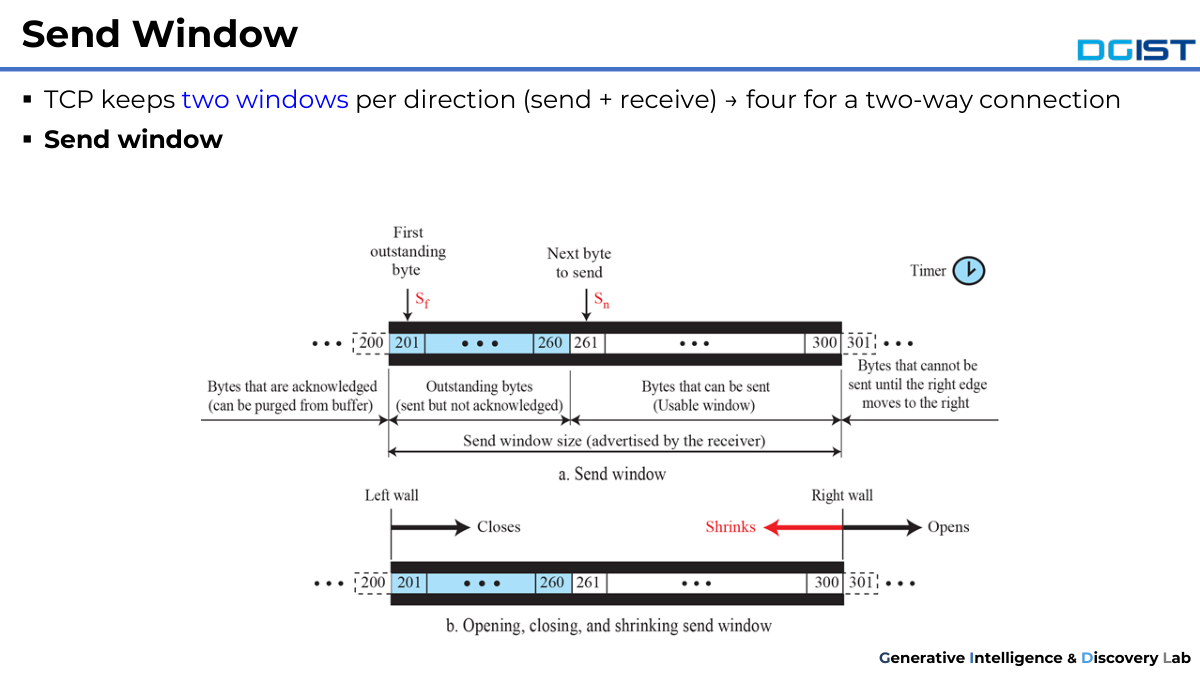 Send Window
DGIST
▪ TCP keeps two windows per direction (send + receive) → four for a two-way connection
▪ Send window
First
outstanding
byte
Next byte
to send
Timer
Sf
Sn
• • • 200 201 • • • 260 261 • • • 300 301 • • •
Bytes that are acknowledged
(can be purged from buffer)
Outstanding bytes
(sent but not acknowledged)
Bytes that can be sent
(Usable window)
Bytes that cannot be
sent until the right edge
moves to the right
Send window size (advertised by the receiver)
a. Send window
Left wall
Right wall
Closes
Shrinks
Opens
• • • 200 201 • • • 260 261 • • • 300 301 • • •
b. Opening, closing, and shrinking send window
Generative Intelligence & Discovery Lab